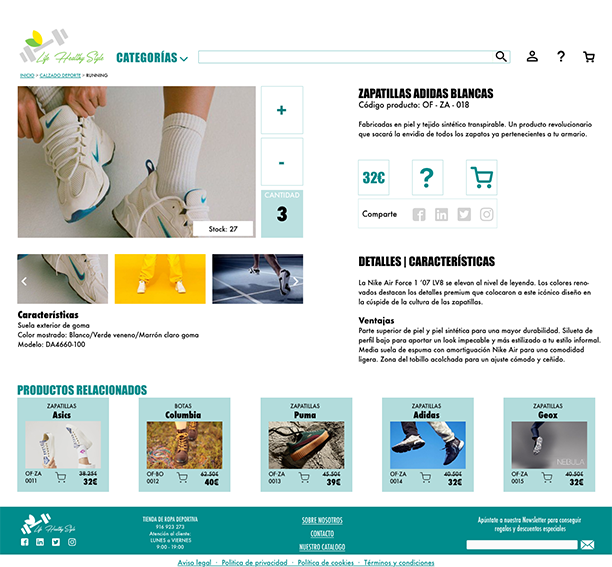 Life Healthy Style
CATEGORÍAS
?
INICIO > CALZADO DEPORTE > RUNNING
+
-
CANTIDAD
3
Stock: 27
ZAPATILLAS ADIDAS BLANCAS
Código producto: OF - ZA - 018
Fabricadas en piel y tejido sintético transpirable. Un producto revolucionario
que sacará la envidia de todos los zapatos ya pertenecientes a tu armario.
32€
?
Comparte
Características
Suela exterior de goma
Color mostrado: Blanco/Verde veneno/Marrón claro goma
Modelo: DA4660-100
DETALLES | CARACTERÍSTICAS
La Nike Air Force 1 '07 LV8 se elevan al nivel de leyenda. Los colores reno-
vados destacan los detalles premium que colocaron a este icónico diseño en
la cúspide de la cultura de las zapatillas.
Ventajas
Parte superior de piel y piel sintética para una mayor durabilidad. Silueta de
perfil bajo para aportar un look impecable y más estilizado a tu estilo informal.
Media suela de espuma con amortiguación Nike Air para una comodidad
ligera. Zona del tobillo acolchada para un ajuste cómodo y ceñido.
PRODUCTOS RELACIONADOS
ZAPATILLAS
Asics
OF-ZA
0011
38.25€
32€
BOTAS
Columbia
OF-BO
0012
62.50€
40€
ZAPATILLAS
Puma
OF-ZA
0013
45.50€
39€
ZAPATILLAS
Adidas
OF-ZA
0014
40.50€
32€
ZAPATILLAS
Geox
NEBULA
OF-ZA
0015
40.50€
32€
Life Healthy Style
TIENDA DE ROPA DEPORTIVA
916 923 273
Atención al cliente:
LUNES a VIERNES
9:00 - 19:00
SOBRE NOSOTROS
CONTACTO
NUESTRO CATALOGO
Apúntate a nuestra Newsletter para conseguir
regalos y descuentos especiales
Aviso legal · Política de privacidad · Política de cookies · Términos y condiciones